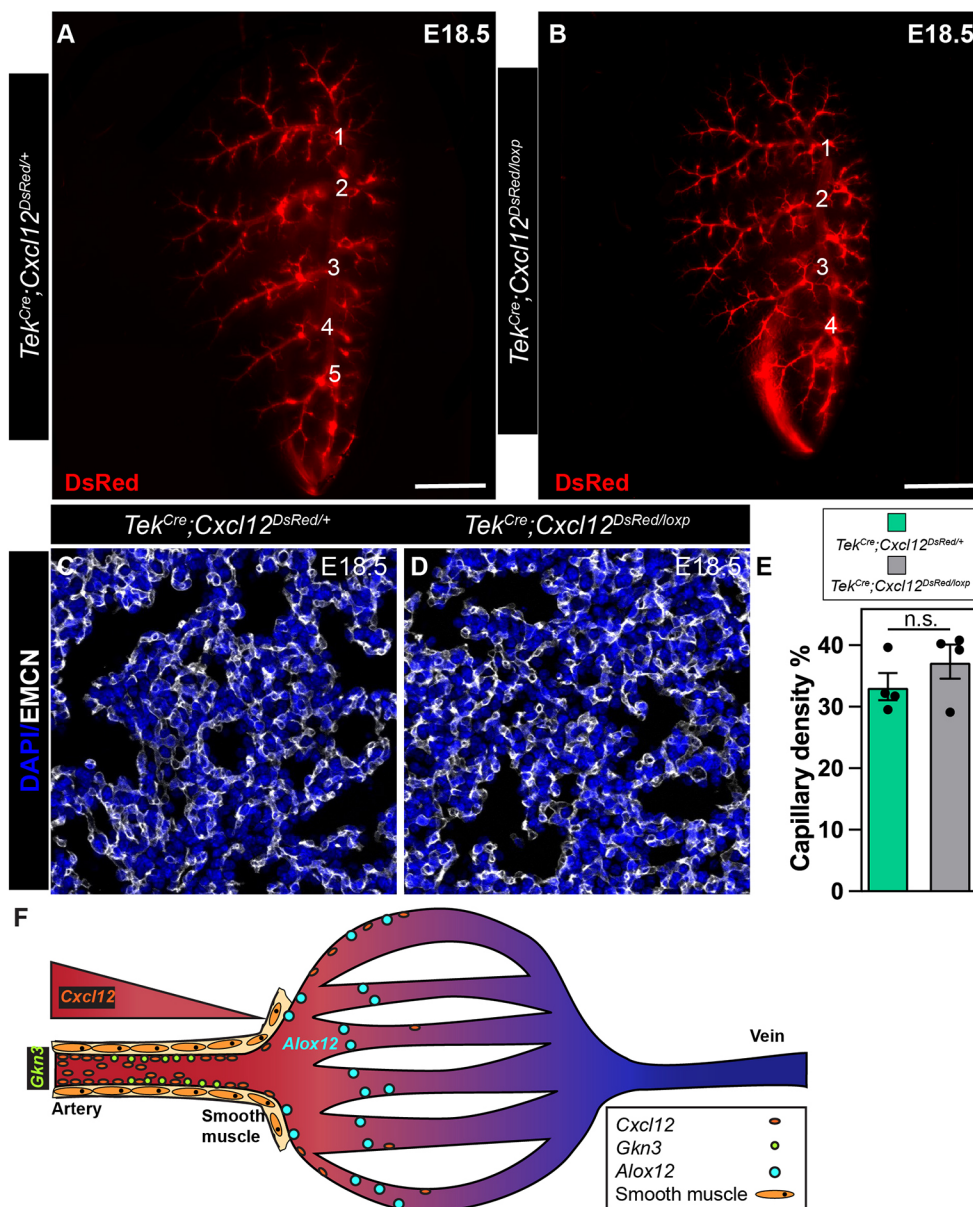 A
E18.5
Tek^Cre;Cxcl12^DsRed/+
1
2
3
4
5
DsRed
B
E18.5
Tek^Cre;Cxcl12^DsRed/loxp
1
2
3
4
DsRed
Tek^Cre;Cxcl12^DsRed/+
Tek^Cre;Cxcl12^DsRed/loxp
DAPI/EMCN
C
E18.5
D
E18.5
E
Tek^Cre;Cxcl12^DsRed/+
Tek^Cre;Cxcl12^DsRed/loxp
n.s.
Capillary density %
40
30
20
10
0
F
Cxcl12
Gkn3
Alox12
Artery
Smooth
muscle
Vein
Cxcl12
Gkn3
Alox12
Smooth muscle